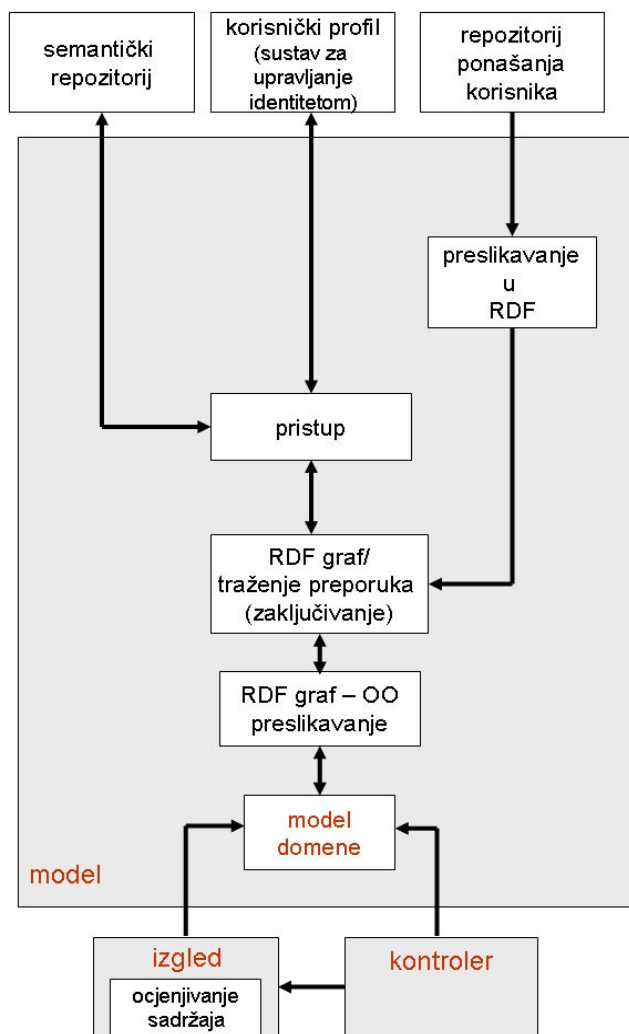 semantički
repozitorij
korisnički profil
(sustav za
upravljanje
identitetom)
repozitorij
ponašanja
korisnika
preslikavanje
u
RDF
pristup
RDF graf/
traženje preporuka
(zaključivanje)
RDF graf – OO
preslikavanje
model
domene
model
izgled
ocjenjivanje
sadržaja
kontroler